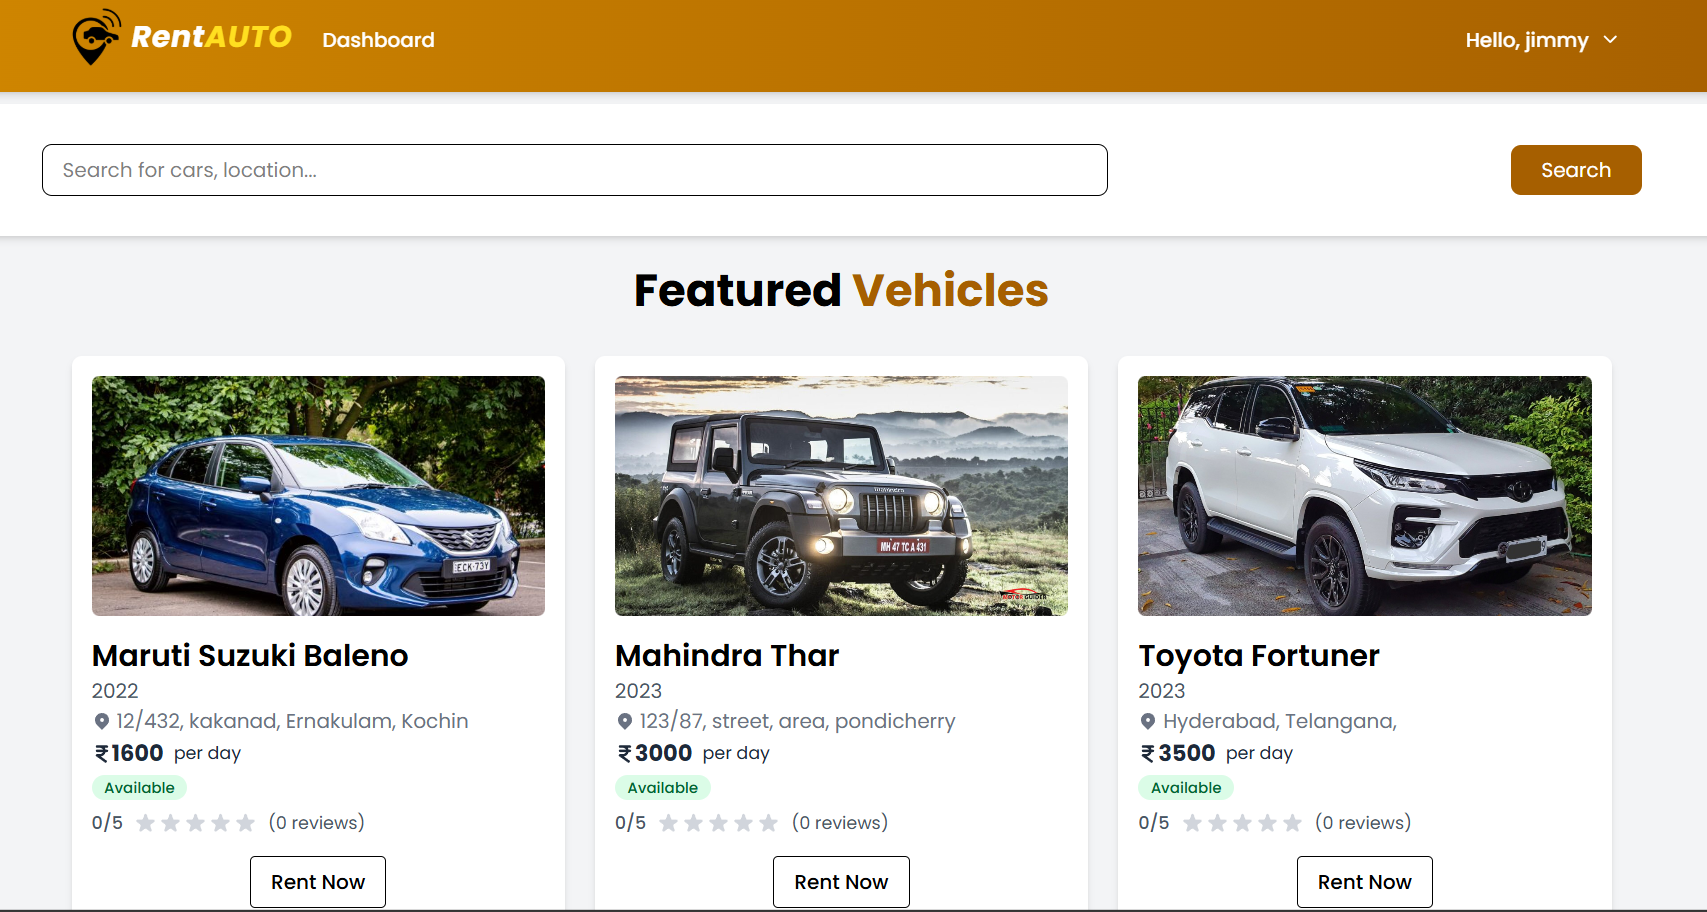 RentAUTO Dashboard Hello, jimmy
Search for cars, location...
Search
Featured Vehicles
ECK·73Y
MAHINDRA
MH 47 TC A 431
MOTOR GUIDER
Maruti Suzuki Baleno
2022
12/432, kakanad, Ernakulam, Kochin
₹1600 per day
Available
0/5 (0 reviews)
Rent Now
Mahindra Thar
2023
123/87, street, area, pondicherry
₹3000 per day
Available
0/5 (0 reviews)
Rent Now
Toyota Fortuner
2023
Hyderabad, Telangana,
₹3500 per day
Available
0/5 (0 reviews)
Rent Now